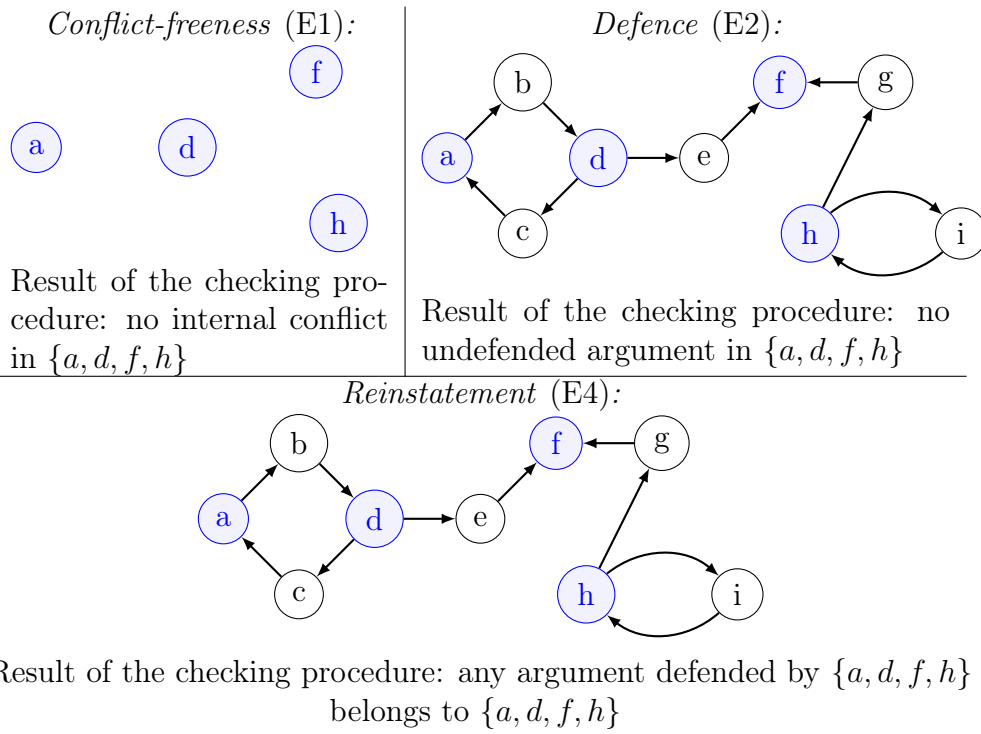 Conflict-freeness (E1):
f
a
d
h
Result of the checking pro-
cedure: no internal conflict
in {a, d, f, h}
Defence (E2):
b
f
g
a
d
e
c
h
i
Result of the checking procedure: no
undefended argument in {a, d, f, h}
Reinstatement (E4):
b
f
g
a
d
e
c
h
i
Result of the checking procedure: any argument defended by {a, d, f, h}
belongs to {a, d, f, h}